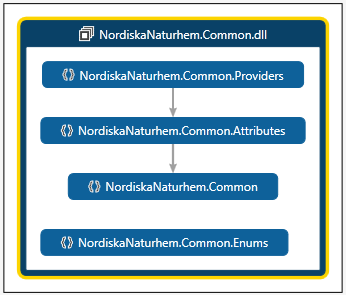 NordiskaNaturhem.Common.dll
NordiskaNaturhem.Common.Providers
NordiskaNaturhem.Common.Attributes
NordiskaNaturhem.Common
NordiskaNaturhem.Common.Enums